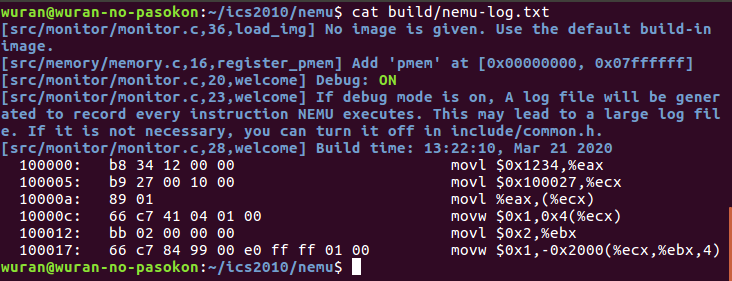 wuran@wuran-no-pasokon:~/ics2010/nemu$ cat build/nemu-log.txt
[src/monitor/monitor.c,36,load_img] No image is given. Use the default build-in
image.
[src/memory/memory.c,16,register_pmem] Add 'pmem' at [0x00000000, 0x07ffffff]
[src/monitor/monitor.c,20,welcome] Debug: ON
[src/monitor/monitor.c,23,welcome] If debug mode is on, A log file will be gener
ated to record every instruction NEMU executes. This may lead to a large log fil
e. If it is not necessary, you can turn it off in include/common.h.
[src/monitor/monitor.c,28,welcome] Build time: 13:22:10, Mar 21 2020
100000: b8 34 12 00 00 movl $0x1234,%eax
100005: b9 27 00 10 00 movl $0x100027,%ecx
10000a: 89 01 movl %eax,(%ecx)
10000c: 66 c7 41 04 01 00 movw $0x1,0x4(%ecx)
100012: bb 02 00 00 00 movl $0x2,%ebx
100017: 66 c7 84 99 00 e0 ff ff 01 00 movw $0x1,-0x2000(%ecx,%ebx,4)
wuran@wuran-no-pasokon:~/ics2010/nemu$